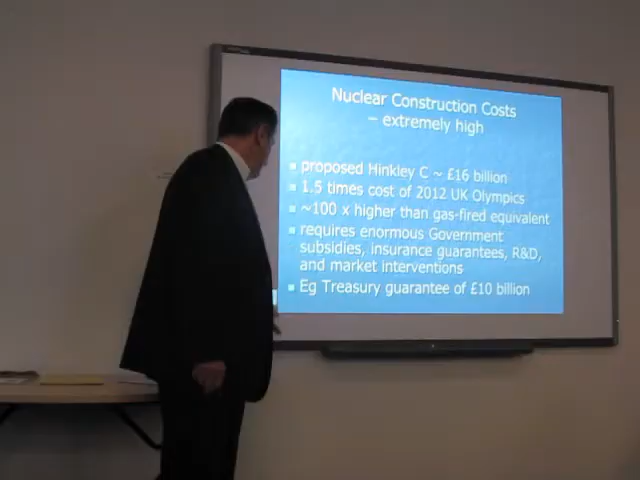 Nuclear Construction Costs
– extremely high
proposed Hinkley C ~ £16 billion
1.5 times cost of 2012 UK Olympics
~100 x higher than gas-fired equivalent
requires enormous Government
subsidies, insurance guarantees, R&D,
and market interventions
Eg Treasury guarantee of £10 billion